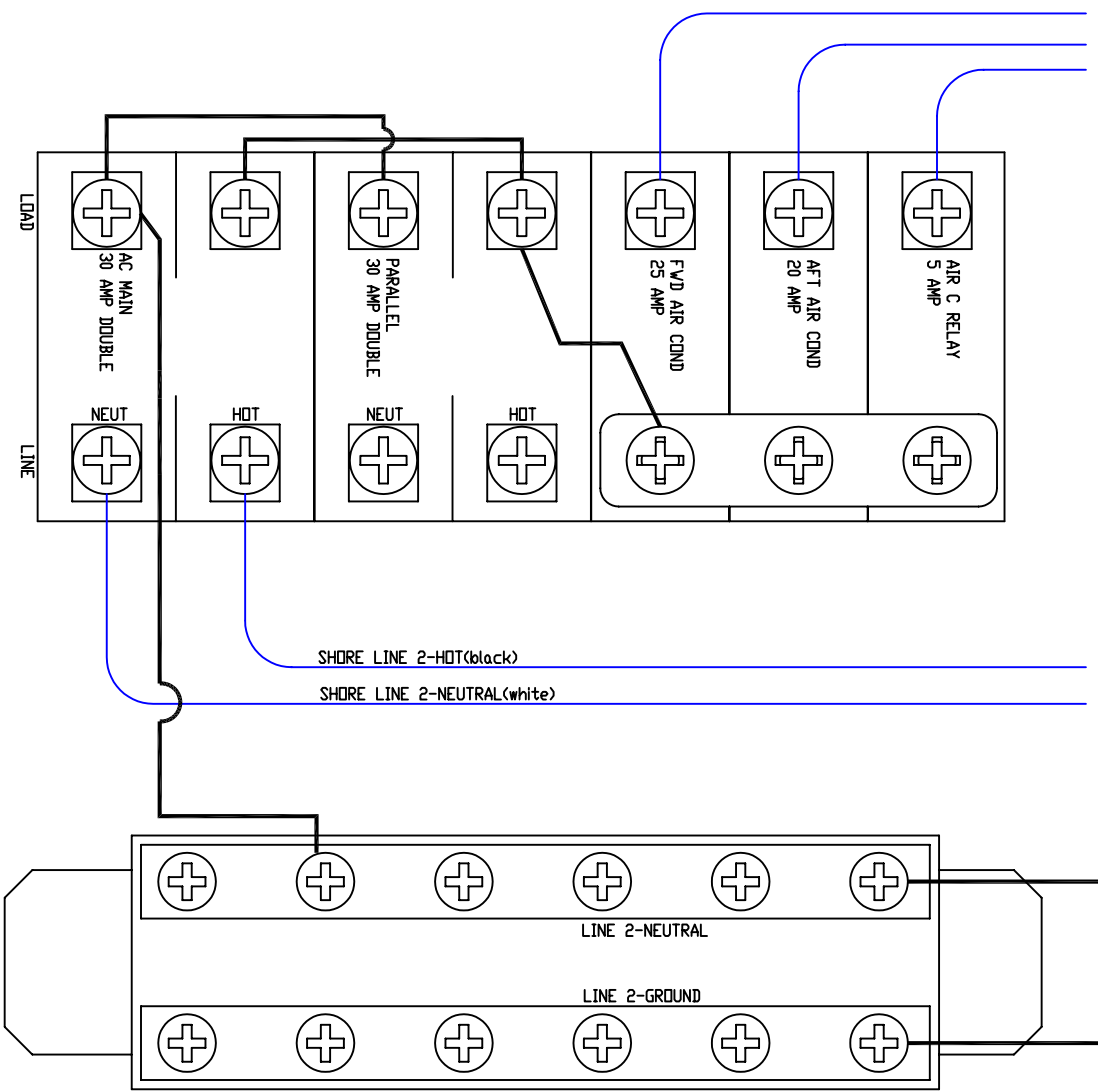 LOAD
AC MAIN
30 AMP DOUBLE
PARALLEL
30 AMP DOUBLE
FWD AIR COND
25 AMP
AFT AIR COND
20 AMP
AIR C RELAY
5 AMP
LINE
NEUT
HOT
NEUT
HOT
SHORE LINE 2-HOT(black)
SHORE LINE 2-NEUTRAL(white)
LINE 2-NEUTRAL
LINE 2-GROUND